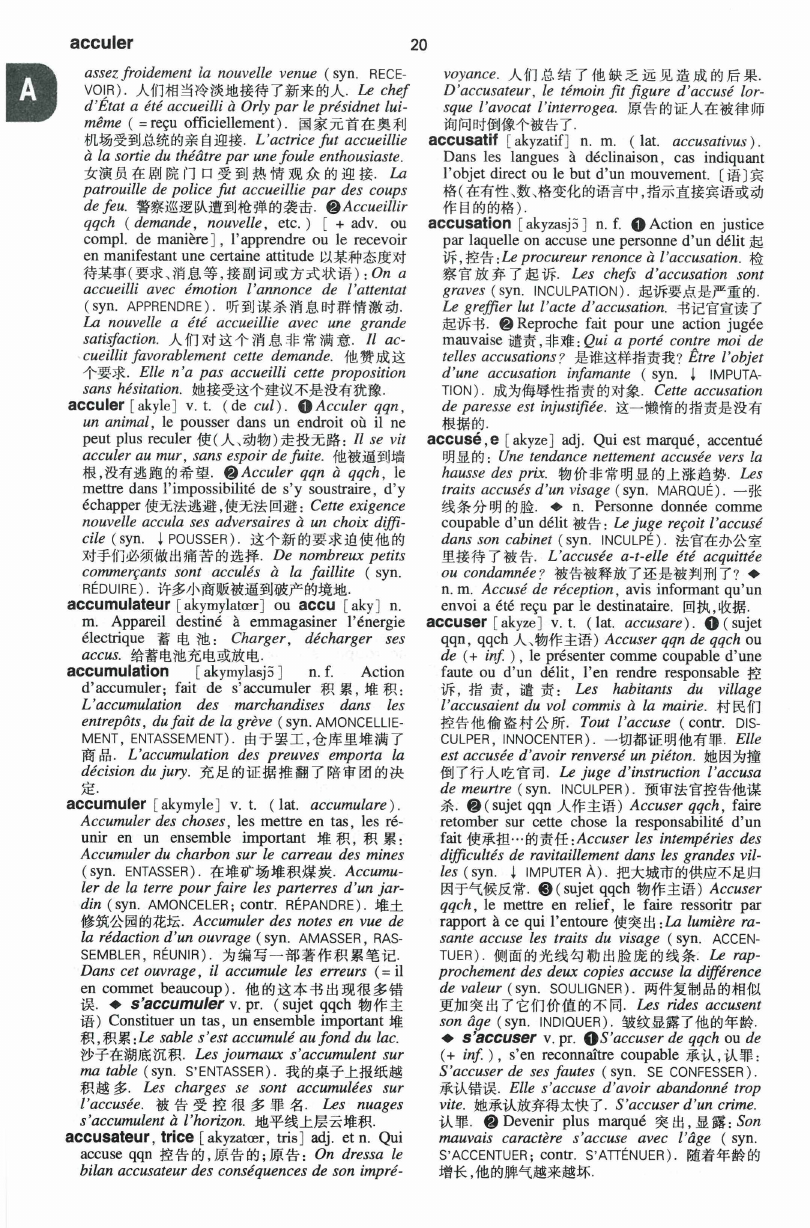 acculer
20
A
assez froidement la nouvelle venue (syn. RECE-
VOIR). 人们相当冷淡地接待了新来的人. Le chef
d'État a été accueilli à Orly par le présidnet lui-
même (=reçu officiellement). 国家元首在奥利
机场受到总统的亲自迎接. L'actrice fut accueillie
à la sortie du théâtre par une foule enthousiaste.
女演员在剧院门口受到热情观众的迎接. La
patrouille de police fut accueillie par des coups
de feu. 警察巡逻队遭到枪弹的袭击. ❷Accueillir
qqch (demande, nouvelle, etc.) [ + adv. ou
compl. de manière], l'apprendre ou le recevoir
en manifestant une certaine attitude 以某种态度对
待某事(要求、消息等,接副词或方式状语): On a
accueilli avec émotion l'annonce de l'attentat
(syn. APPRENDRE). 听到谋杀消息时群情激动.
La nouvelle a été accueillie avec une grande
satisfaction. 人们对这个消息非常满意. Il ac-
cueillit favorablement cette demande. 他赞成这
个要求. Elle n'a pas accueilli cette proposition
sans hésitation. 她接受这个建议不是没有犹豫.
acculer [akyle] v. t. (de cul). ❶Acculer qqn,
un animal, le pousser dans un endroit où il ne
peut plus reculer 使(人、动物)走投无路: Il se vit
acculer au mur, sans espoir de fuite. 他被逼到墙
根,没有逃跑的希望. ❷Acculer qqn à qqch, le
mettre dans l'impossibilité de s'y soustraire, d'y
échapper 使无法逃避,使无法回避: Cette exigence
nouvelle accula ses adversaires à un choix diffi-
cile (syn. ↓POUSSER). 这个新的要求迫使他的
对手们必须做出痛苦的选择. De nombreux petits
commerçants sont acculés à la faillite (syn.
RÉDUIRE). 许多小商贩被逼到破产的境地.
accumulateur [akymylatœr] ou accu [aky] n.
m. Appareil destiné à emmagasiner l'énergie
électrique 蓄电池: Charger, décharger ses
accus. 给蓄电池充电或放电.
accumulation [akymylasjɔ̃] n. f. Action
d'accumuler; fait de s'accumuler 积累,堆积:
L'accumulation des marchandises dans les
entrepôts, du fait de la grève (syn. AMONCELLIE-
MENT, ENTASSEMENT). 由于罢工,仓库里堆满了
商品. L'accumulation des preuves emporta la
décision du jury. 充足的证据推翻了陪审团的决
定.
accumuler [akymyle] v. t. (lat. accumulare).
Accumuler des choses, les mettre en tas, les ré-
unir en un ensemble important 堆积,积累:
Accumuler du charbon sur le carreau des mines
(syn. ENTASSER). 在堆矿场堆积煤炭. Accumu-
ler de la terre pour faire les parterres d'un jar-
din (syn. AMONCELER; contr. RÉPANDRE). 堆土
修筑公园的花坛. Accumuler des notes en vue de
la rédaction d'un ouvrage (syn. AMASSER, RAS-
SEMBLER, RÉUNIR). 为编写一部著作积累笔记.
Dans cet ouvrage, il accumule les erreurs (=il
en commet beaucoup). 他的这本书出现很多错
误. ◆ s'accumuler v. pr. (sujet qqch 物作主
语) Constituer un tas, un ensemble important 堆
积,积累:Le sable s'est accumulé au fond du lac.
沙子在湖底沉积. Les journaux s'accumulent sur
ma table (syn. S'ENTASSER). 我的桌子上报纸越
积越多. Les charges se sont accumulées sur
l'accusée. 被告受控很多罪名. Les nuages
s'accumulent à l'horizon. 地平线上层云堆积.
accusateur, trice [akyzatœr, tris] adj. et n. Qui
accuse qqn 控告的,原告的;原告: On dressa le
bilan accusateur des conséquences de son impré-
voyance. 人们总结了他缺乏远见造成的后果.
D'accusateur, le témoin fit figure d'accusé lor-
sque l'avocat l'interrogea. 原告的证人在被律师
询问时倒像个被告了.
accusatif [akyzatif] n. m. (lat. accusativus).
Dans les langues à déclinaison, cas indiquant
l'objet direct ou le but d'un mouvement. [语]宾
格(在有性、数、格变化的语言中,指示直接宾语或动
作目的的格).
accusation [akyzasjɔ̃] n. f. ❶Action en justice
par laquelle on accuse une personne d'un délit 起
诉,控告:Le procureur renonce à l'accusation. 检
察官放弃了起诉. Les chefs d'accusation sont
graves (syn. INCULPATION). 起诉要点是严重的.
Le greffier lut l'acte d'accusation. 书记官宣读了
起诉书. ❷Reproche fait pour une action jugée
mauvaise 谴责,非难: Qui a porté contre moi de
telles accusations? 是谁这样指责我? Être l'objet
d'une accusation infamante (syn. ↓ IMPUTA-
TION). 成为侮辱性指责的对象. Cette accusation
de paresse est injustifiée. 这一懒惰的指责是没有
根据的.
accusé, e [akyze] adj. Qui est marqué, accentué
明显的: Une tendance nettement accusée vers la
hausse des prix. 物价非常明显的上涨趋势. Les
traits accusés d'un visage (syn. MARQUÉ). 一张
线条分明的脸. ◆ n. Personne donnée comme
coupable d'un délit 被告: Le juge reçoit l'accusé
dans son cabinet (syn. INCULPÉ). 法官在办公室
里接待了被告. L'accusée a-t-elle été acquittée
ou condamnée? 被告被释放了还是被判刑了? ◆
n. m. Accusé de réception, avis informant qu'un
envoi a été reçu par le destinataire. 回执,收据.
accuser [akyze] v. t. (lat. accusare). ❶(sujet
qqn, qqch 人、物作主语) Accuser qqn de qqch ou
de (+ inf.), le présenter comme coupable d'une
faute ou d'un délit, l'en rendre responsable 控
诉,指责,谴责: Les habitants du village
l'accusaient du vol commis à la mairie. 村民们
控告他偷盗村公所. Tout l'accuse (contr. DIS-
CULPER, INNOCENTER). 一切都证明他有罪. Elle
est accusée d'avoir renversé un piéton. 她因为撞
倒了行人吃官司. Le juge d'instruction l'accusa
de meurtre (syn. INCULPER). 预审法官控告他谋
杀. ❷(sujet qqn 人作主语) Accuser qqch, faire
retomber sur cette chose la responsabilité d'un
fait 使承担…的责任:Accuser les intempéries des
difficultés de ravitaillement dans les grandes vil-
les (syn. ↓ IMPUTER À). 把大城市的供应不足归
因于气候反常. ❸(sujet qqch 物作主语) Accuser
qqch, le mettre en relief, le faire ressoritr par
rapport à ce qui l'entoure 使突出:La lumière ra-
sante accuse les traits du visage (syn. ACCEN-
TUER). 侧面的光线勾勒出脸庞的线条. Le rap-
prochement des deux copies accuse la différence
de valeur (syn. SOULIGNER). 两件复制品的相似
更加突出了它们价值的不同. Les rides accusent
son âge (syn. INDIQUER). 皱纹显露了他的年龄.
◆ s'accuser v. pr. ❶S'accuser de qqch ou de
(+ inf.), s'en reconnaître coupable 承认,认罪:
S'accuser de ses fautes (syn. SE CONFESSER).
承认错误. Elle s'accuse d'avoir abandonné trop
vite. 她承认放弃得太快了. S'accuser d'un crime.
认罪. ❷Devenir plus marqué 突出,显露: Son
mauvais caractère s'accuse avec l'âge (syn.
S'ACCENTUER; contr. S'ATTÉNUER). 随着年龄的
增长,他的脾气越来越坏.